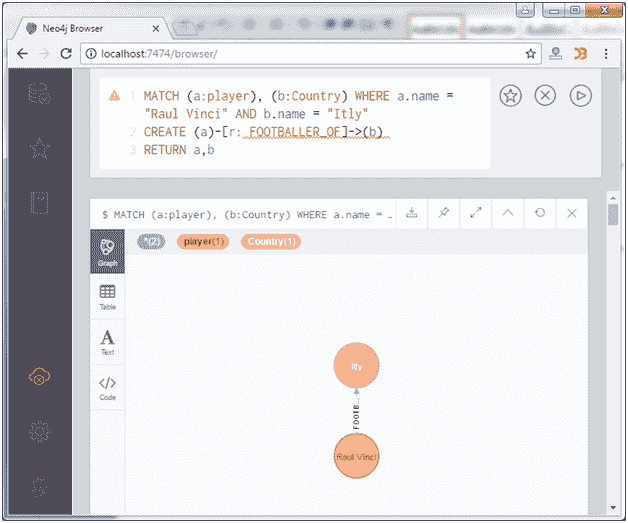 Neo4j Browser
localhost:7474/browser/
1 MATCH (a:player), (b:Country) WHERE a.name =
"Raul Vinci" AND b.name = "Itly"
2 CREATE (a)-[r: FOOTBALLER_OF]->(b)
3 RETURN a,b
$ MATCH (a:player), (b:Country) WHERE a.name = …
*(2) player(1) Country(1)
Graph
Table
Text
Code
Itly
FOOTB…
Raul Vinci